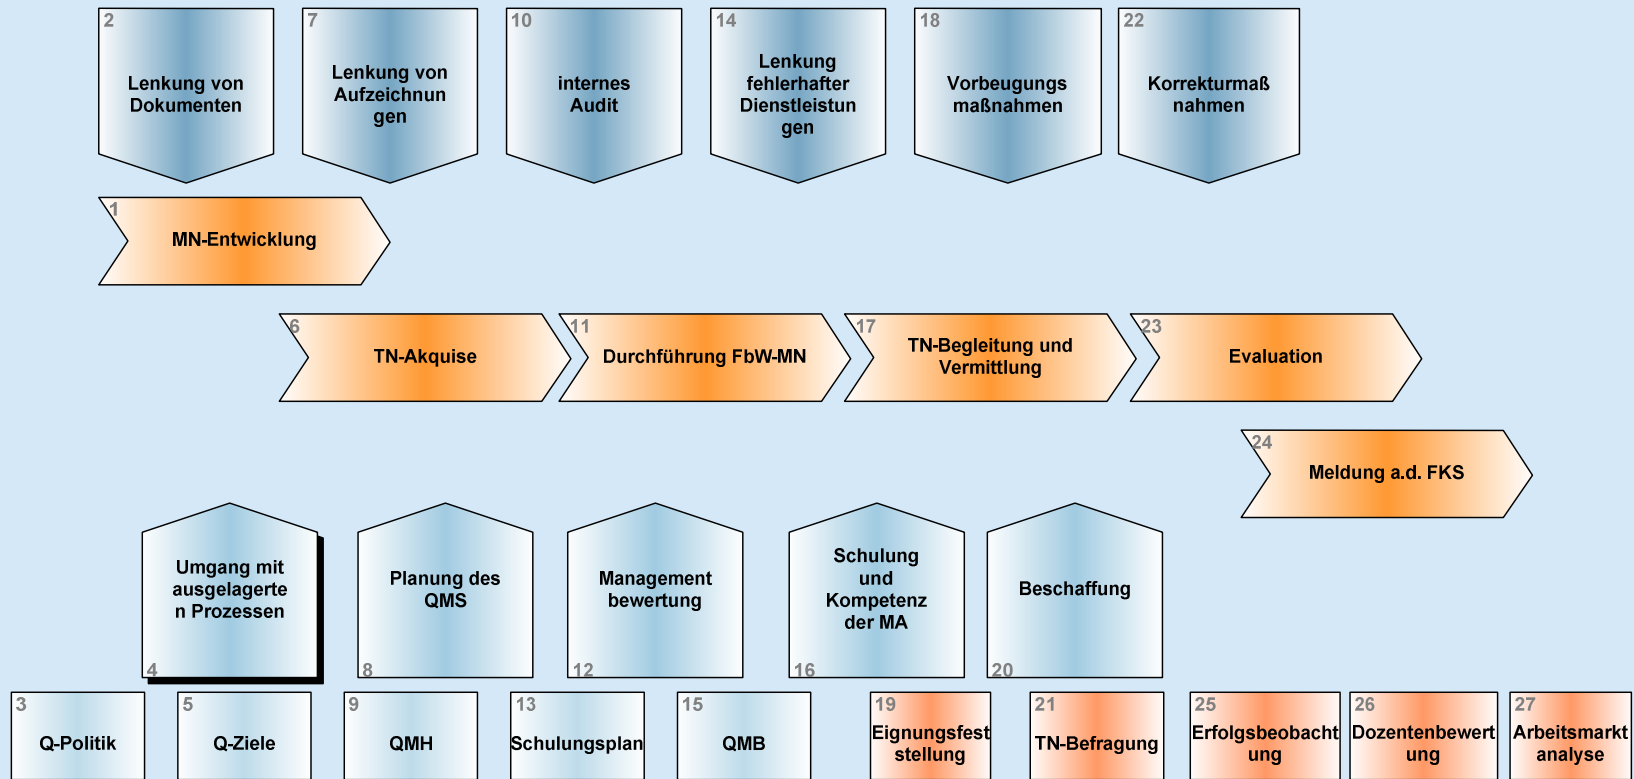 2
Lenkung von
Dokumenten
7
Lenkung von
Aufzeichnun
gen
10
internes
Audit
14
Lenkung
fehlerhafter
Dienstleistun
gen
18
Vorbeugungs
maßnahmen
22
Korrekturmaß
nahmen
1
MN-Entwicklung
6
TN-Akquise
11
Durchführung FbW-MN
17
TN-Begleitung und
Vermittlung
23
Evaluation
24
Meldung a.d. FKS
Umgang mit
ausgelagerte
n Prozessen
4
Planung des
QMS
8
Management
bewertung
12
Schulung
und
Kompetenz
der MA
16
Beschaffung
20
3
Q-Politik
5
Q-Ziele
9
QMH
13
Schulungsplan
15
QMB
19
Eignungsfest
stellung
21
TN-Befragung
25
Erfolgsbeobacht
ung
26
Dozentenbewert
ung
27
Arbeitsmarkt
analyse